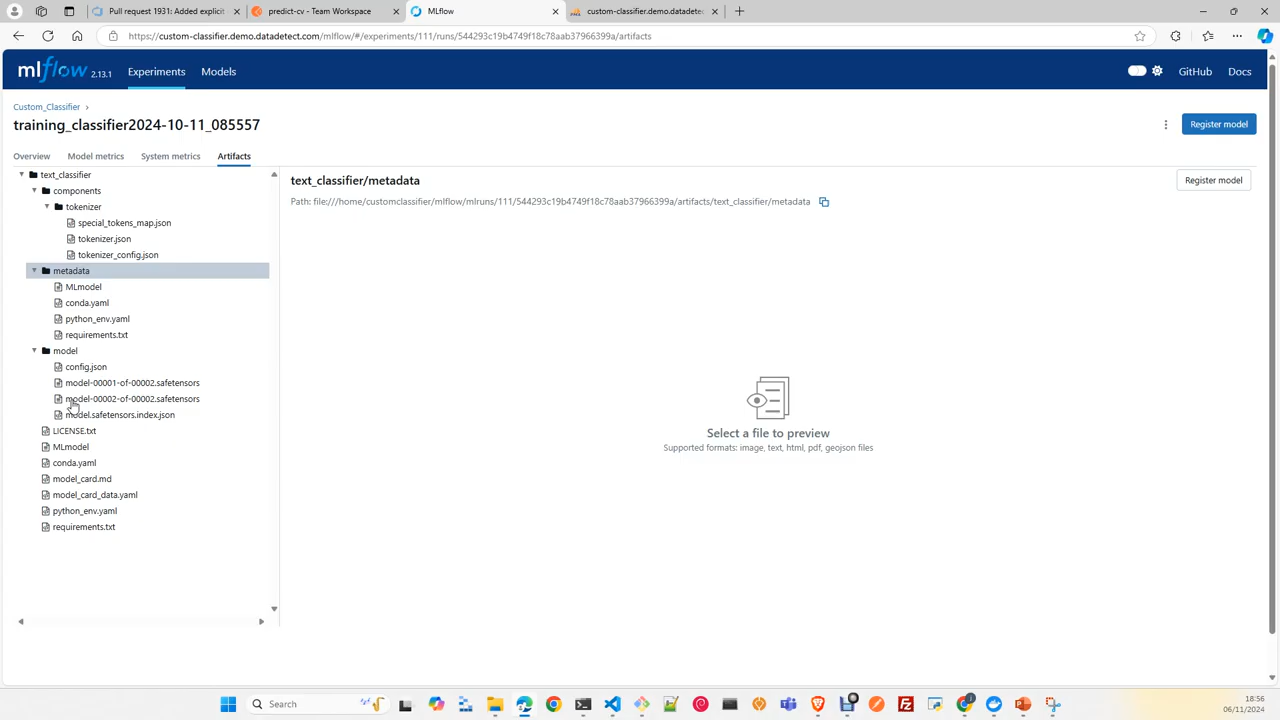 Pull request 1931: Added explicit
predict-cv - Team Workspace
MLflow
custom-classifier.demo.datadetec
https://custom-classifier.demo.datadetect.com/mlflow/#/experiments/111/runs/544293c19b4749f18c78aab37966399a/artifacts
mlflow 2.13.1 Experiments Models GitHub Docs
Custom_Classifier
training_classifier2024-10-11_085557
Register model
Overview Model metrics System metrics Artifacts
text_classifier
components
tokenizer
special_tokens_map.json
tokenizer.json
tokenizer_config.json
metadata
MLmodel
conda.yaml
python_env.yaml
requirements.txt
model
config.json
model-00001-of-00002.safetensors
model-00002-of-00002.safetensors
model.safetensors.index.json
LICENSE.txt
MLmodel
conda.yaml
model_card.md
model_card_data.yaml
python_env.yaml
requirements.txt
text_classifier/metadata
Register model
Path: file:///home/customclassifier/mlflow/mlruns/111/544293c19b4749f18c78aab37966399a/artifacts/text_classifier/metadata
Select a file to preview
Supported formats: image, text, html, pdf, geojson files
Search
18:56
06/11/2024